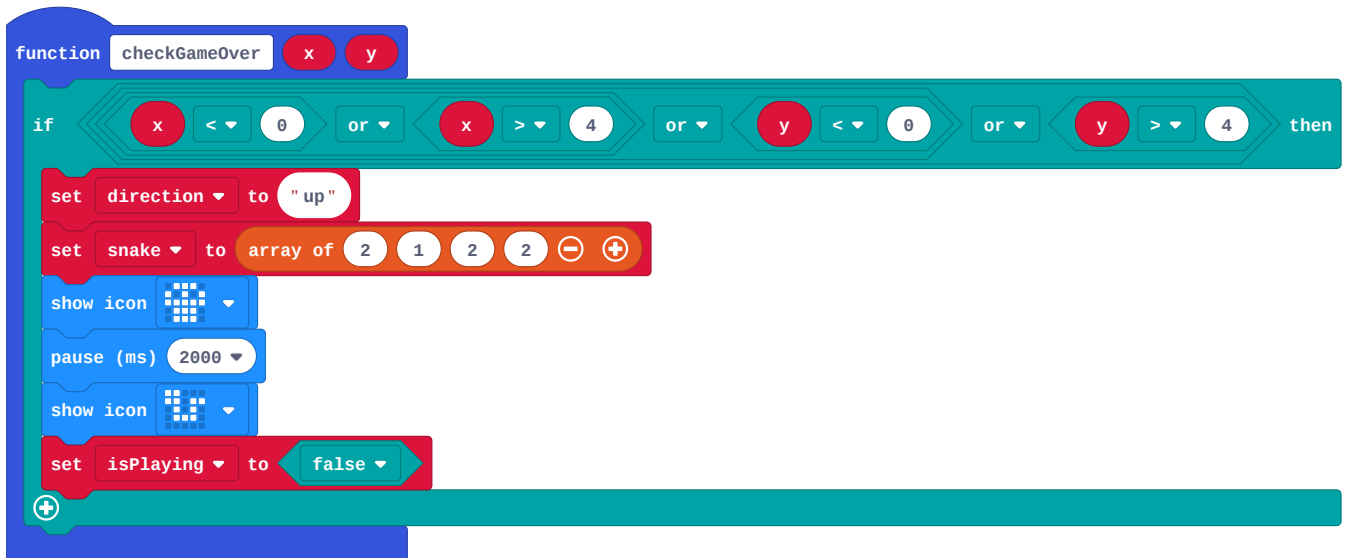 function checkGameOver x y
if x < 0 or x > 4 or y < 0 or y > 4 then
set direction to "up"
set snake to array of 2 1 2 2
show icon
pause (ms) 2000
show icon
set isPlaying to false